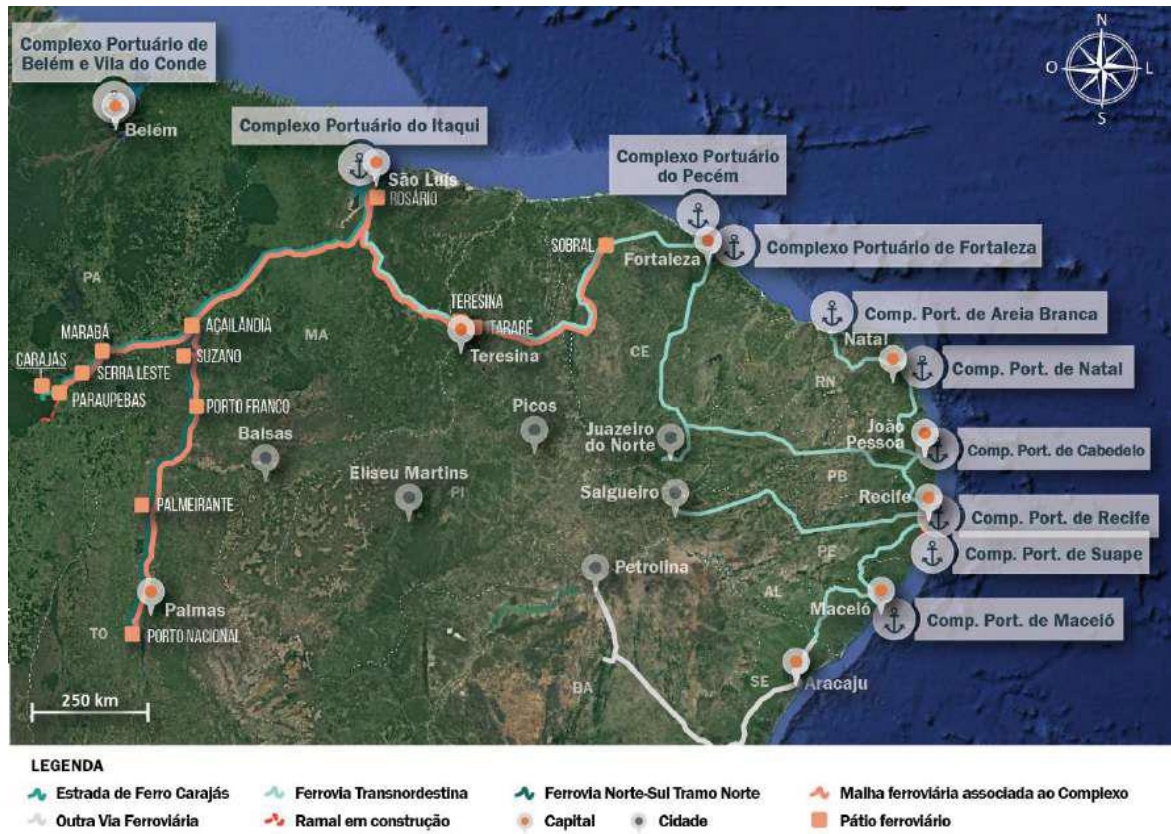 Complexo Portuário de
Belém e Vila do Conde
Belém
Complexo Portuário do Itaqui
São Luís
ROSÁRIO
Complexo Portuário
do Pecém
Fortaleza
Complexo Portuário de Fortaleza
SOBRAL
N
O
L
S
PA
MA
CE
RN
PB
PE
PI
AL
SE
BA
TO
AÇAILÂNDIA
MARABÁ
SUZANO
CARAJÁS
SERRA LESTE
PARAUPEBAS
PORTO FRANCO
TERESINA
TARARÉ
Teresina
Comp. Port. de Areia Branca
Natal
Comp. Port. de Natal
Picos
Balsas
Juazeiro
do Norte
João
Pessoa
Comp. Port. de Cabedelo
Eliseu Martins
Salgueiro
Recife
Comp. Port. de Recife
PALMEIRANTE
Comp. Port. de Suape
Petrolina
Palmas
Maceió
Comp. Port. de Maceió
PORTO NACIONAL
Aracaju
250 km
LEGENDA
Estrada de Ferro Carajás
Ferrovia Transnordestina
Ferrovia Norte-Sul Tramo Norte
Malha ferroviária associada ao Complexo
Outra Via Ferroviária
Ramal em construção
Capital
Cidade
Pátio ferroviário